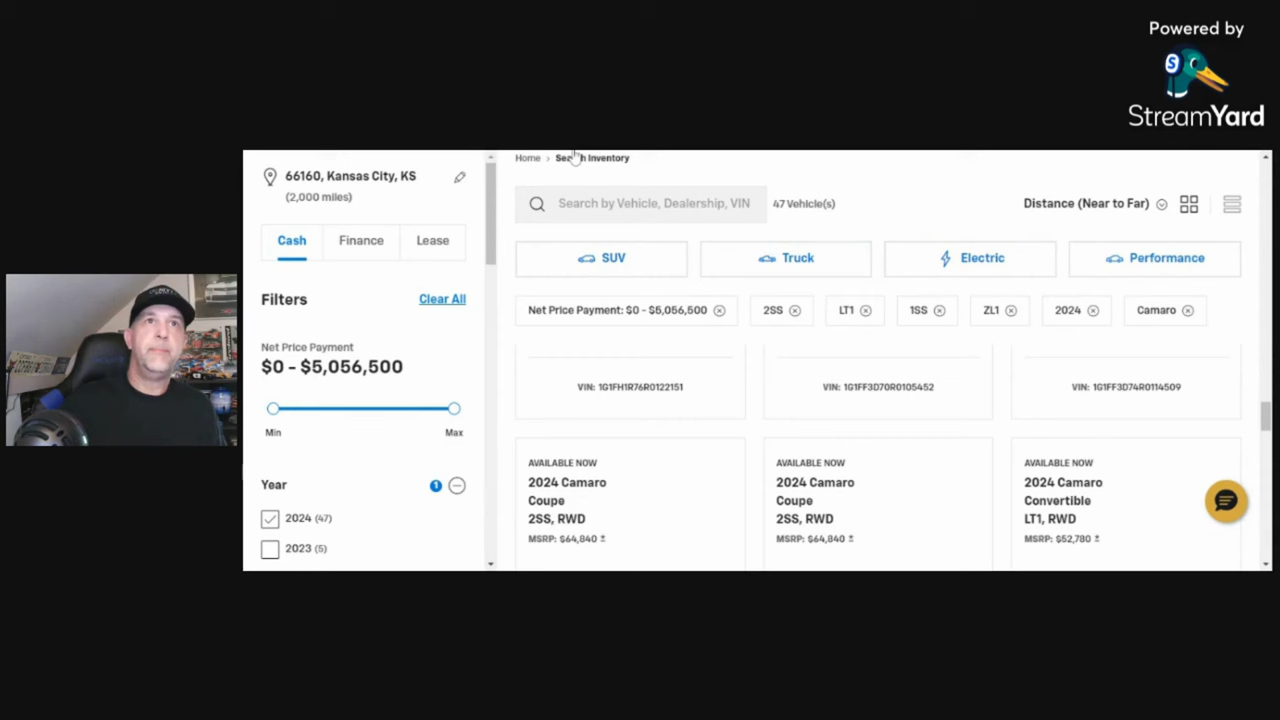 Powered by
S
StreamYard
66160, Kansas City, KS
(2,000 miles)
Cash
Finance
Lease
Filters
Clear All
Net Price Payment
$0 - $5,056,500
Min
Max
Year
1
2024 (47)
2023 (5)
Home › Search Inventory
Search by Vehicle, Dealership, VIN
47 Vehicle(s)
Distance (Near to Far)
SUV
Truck
Electric
Performance
Net Price Payment: $0 - $5,056,500
2SS
LT1
1SS
ZL1
2024
Camaro
VIN: 1G1FH1R76R0122151
VIN: 1G1FF3D70R0105452
VIN: 1G1FF3D74R0114509
AVAILABLE NOW
2024 Camaro
Coupe
2SS, RWD
MSRP: $64,840 ±
AVAILABLE NOW
2024 Camaro
Coupe
2SS, RWD
MSRP: $64,840 ±
AVAILABLE NOW
2024 Camaro
Convertible
LT1, RWD
MSRP: $52,780 ±